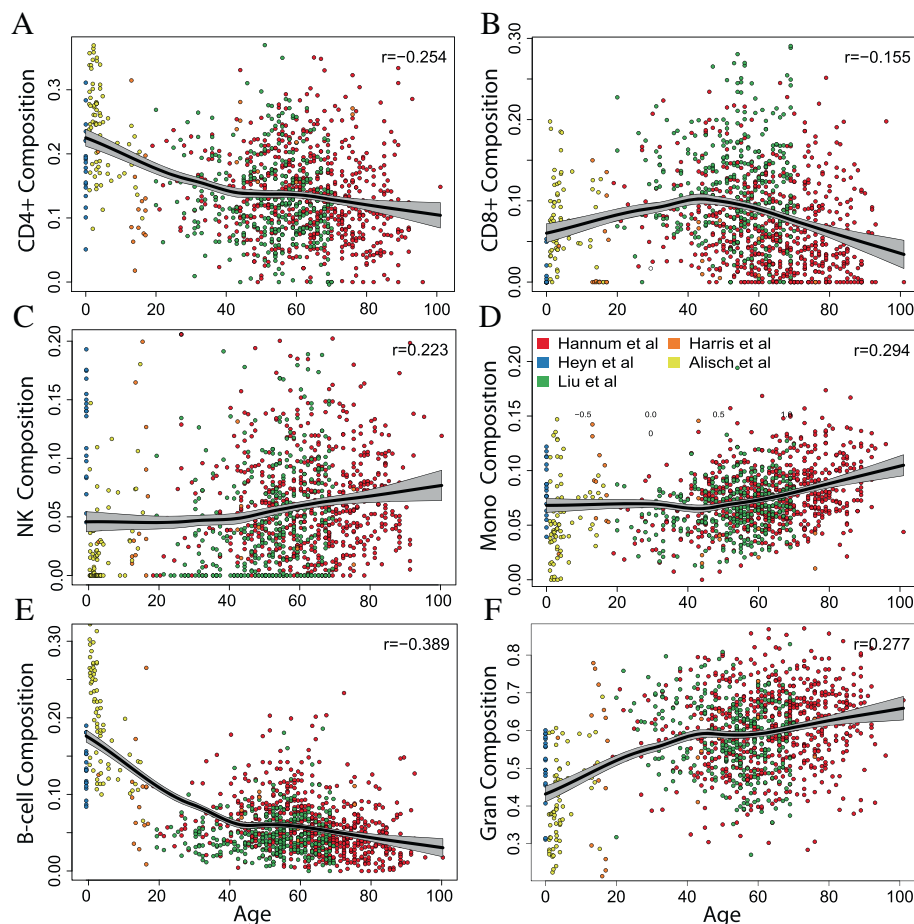 A
r=−0.254
CD4+ Composition
0.0 0.1 0.2 0.3
0 20 40 60 80 100
B
r=−0.155
CD8+ Composition
0.00 0.10 0.20 0.30
0 20 40 60 80 100
C
r=0.223
NK Composition
0.00 0.05 0.10 0.15 0.20
0 20 40 60 80 100
D
Hannum et al
Heyn et al
Liu et al
Harris et al
Alisch et al
r=0.294
−0.5 0.0 0.5 1.0
0
Mono Composition
0.00 0.05 0.10 0.15 0.20
0 20 40 60 80 100
E
r=−0.389
B-cell Composition
0.00 0.10 0.20 0.30
0 20 40 60 80 100
Age
F
r=0.277
Gran Composition
0.3 0.4 0.5 0.6 0.7 0.8
0 20 40 60 80 100
Age